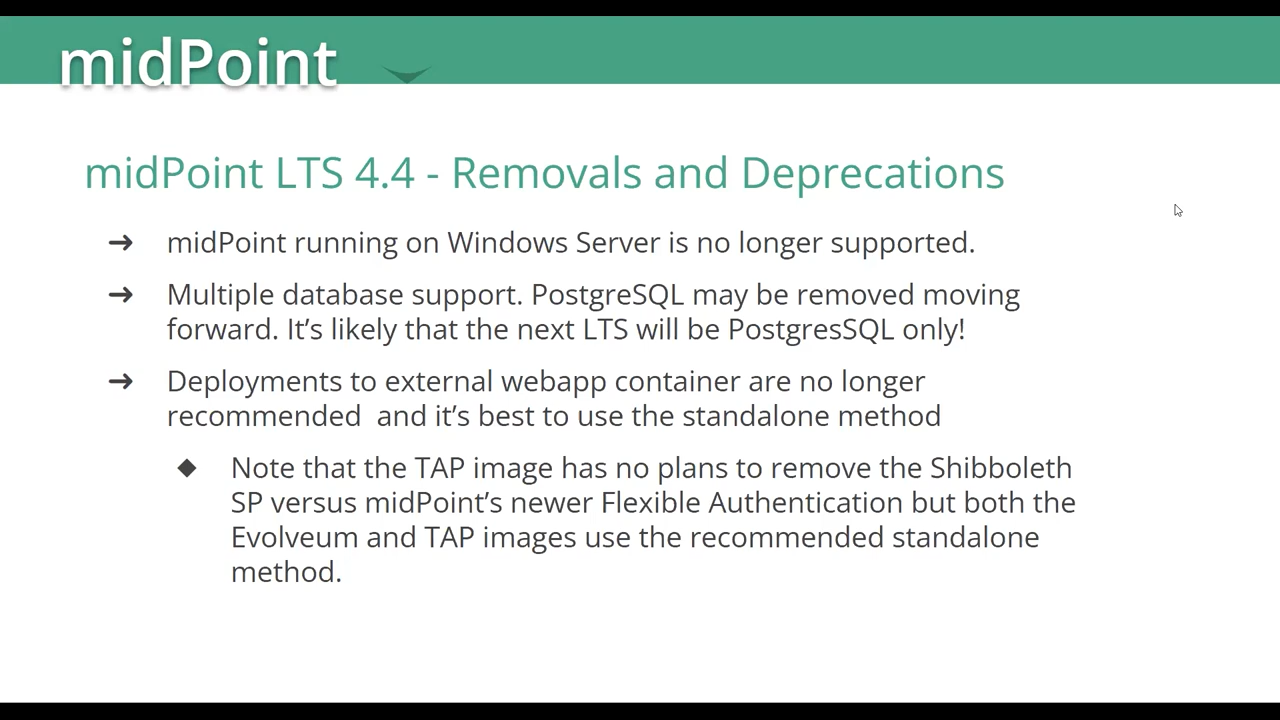 midPoint
midPoint LTS 4.4 - Removals and Deprecations
➔ midPoint running on Windows Server is no longer supported.
➔ Multiple database support. PostgreSQL may be removed moving
forward. It’s likely that the next LTS will be PostgresSQL only!
➔ Deployments to external webapp container are no longer
recommended  and it’s best to use the standalone method
◆ Note that the TAP image has no plans to remove the Shibboleth
SP versus midPoint’s newer Flexible Authentication but both the
Evolveum and TAP images use the recommended standalone
method.